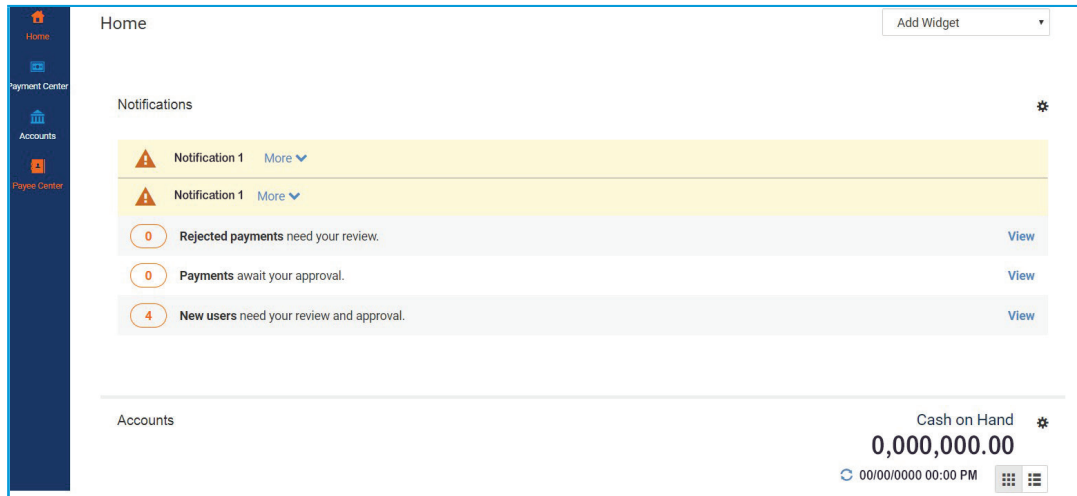 Home
Payment Center
Accounts
Payee Center
Home
Add Widget
Notifications
Notification 1 More
Notification 1 More
0 Rejected payments need your review. View
0 Payments await your approval. View
4 New users need your review and approval. View
Accounts
Cash on Hand
0,000,000.00
00/00/0000 00:00 PM